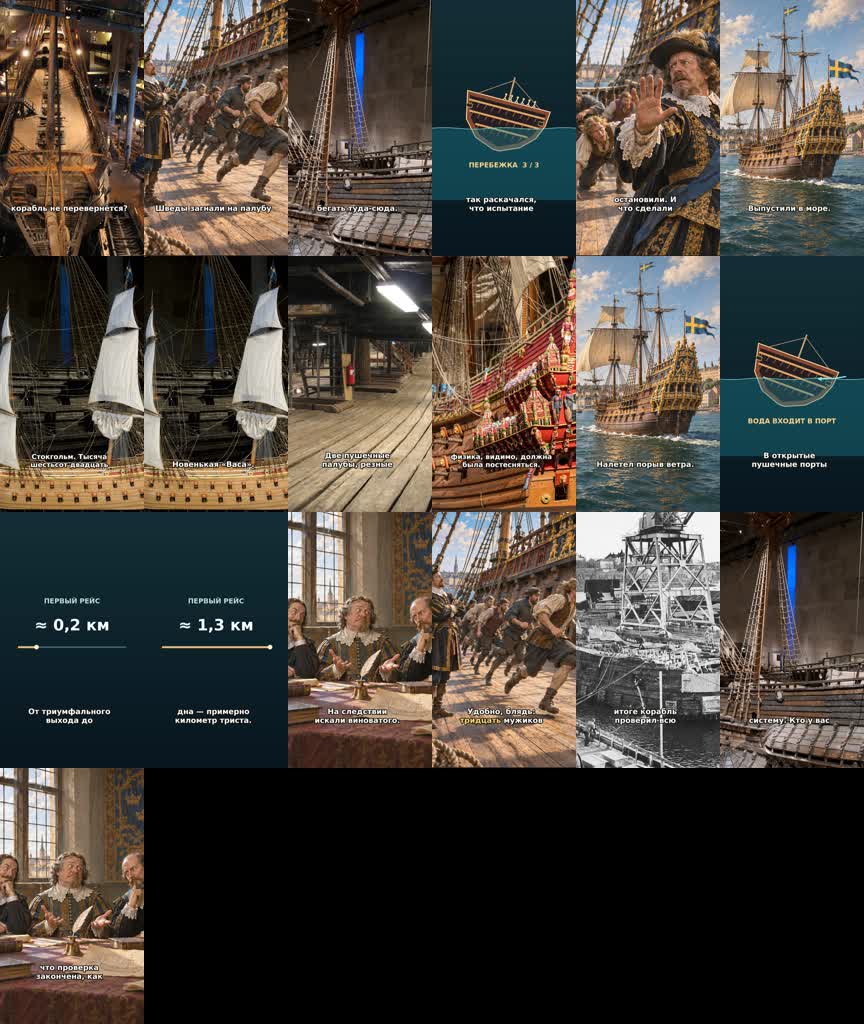 корабль не перевернётся?
Шведы загнали на палубу
бегать туда-сюда.
ПЕРЕБЕЖКА 3 / 3
так раскачался,
что испытание
остановили. И
что сделали
Выпустили в море.
Стокгольм. Тысяча
шестьсот двадцать
Новенькая «Васа»
Две пушечные
палубы, резные
физика, видимо, должна
была постесняться.
Налетел порыв ветра.
ВОДА ВХОДИТ В ПОРТ
В открытые
пушечные порты
ПЕРВЫЙ РЕЙС
≈ 0,2 км
От триумфального
выхода до
ПЕРВЫЙ РЕЙС
≈ 1,3 км
дна — примерно
километр триста.
На следствии
искали виноватого.
Удобно, блядь:
тридцать мужиков
итоге корабль
проверил всю
систему. Кто у вас
что проверка
закончена, как